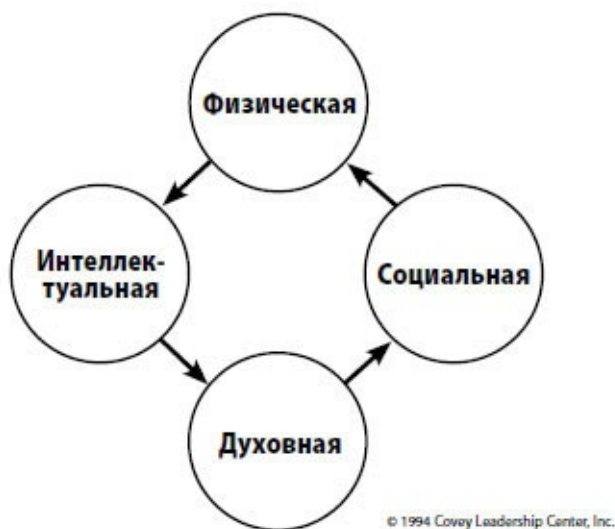 Физическая
Интеллек-
туальная
Социальная
Духовная
© 1994 Covey Leadership Center, Inc.